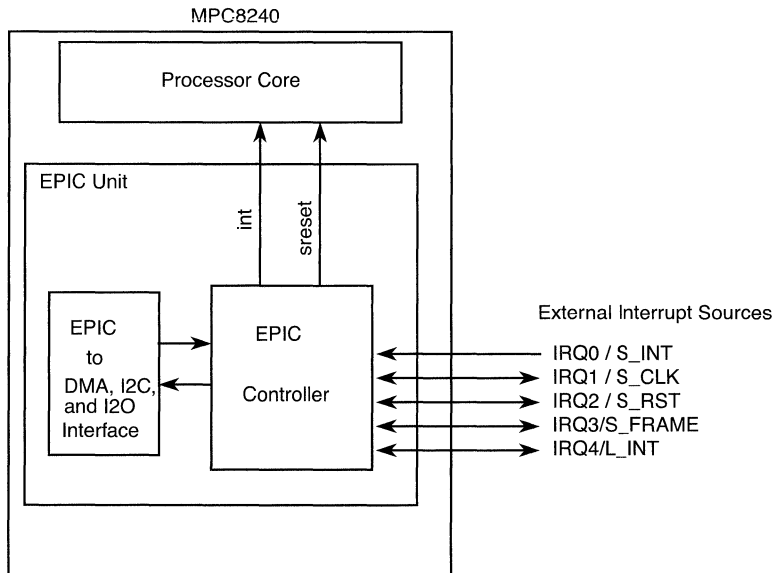 MPC8240
Processor Core
EPIC Unit
int
sreset
EPIC
to
DMA, I2C,
and I2O
Interface
EPIC
Controller
External Interrupt Sources
IRQ0 / S_INT
IRQ1 / S_CLK
IRQ2 / S_RST
IRQ3/S_FRAME
IRQ4/L_INT